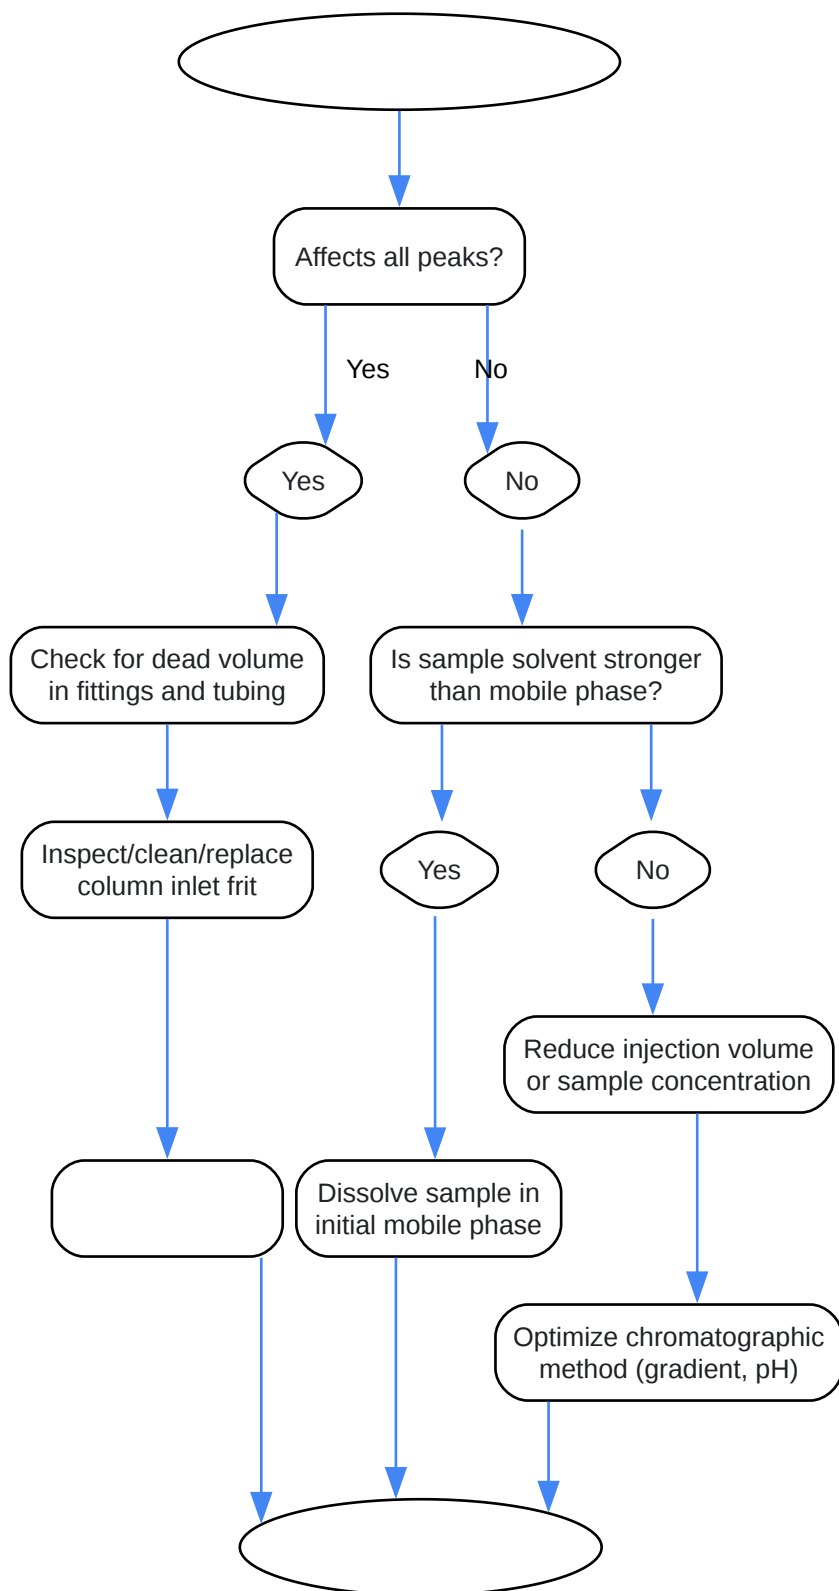 Affects all peaks?
Yes
No
Yes
No
Check for dead volume
in fittings and tubing
Is sample solvent stronger
than mobile phase?
Inspect/clean/replace
column inlet frit
Yes
No
Reduce injection volume
or sample concentration
Dissolve sample in
initial mobile phase
Optimize chromatographic
method (gradient, pH)